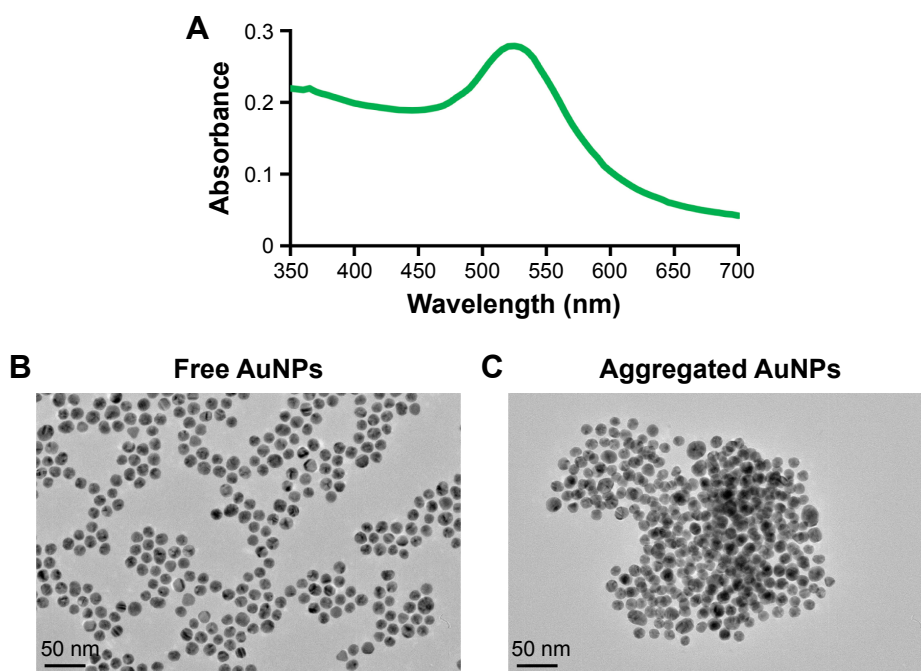 A
0.3
0.2
0.1
0
Absorbance
350 400 450 500 550 600 650 700
Wavelength (nm)
B Free AuNPs
50 nm
C Aggregated AuNPs
50 nm